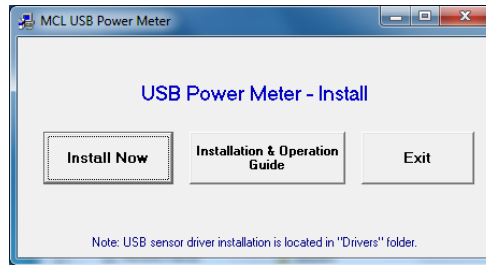 MCL USB Power Meter
USB Power Meter - Install
Install Now
Installation & Operation
Guide
Exit
Note: USB sensor driver installation is located in "Drivers" folder.